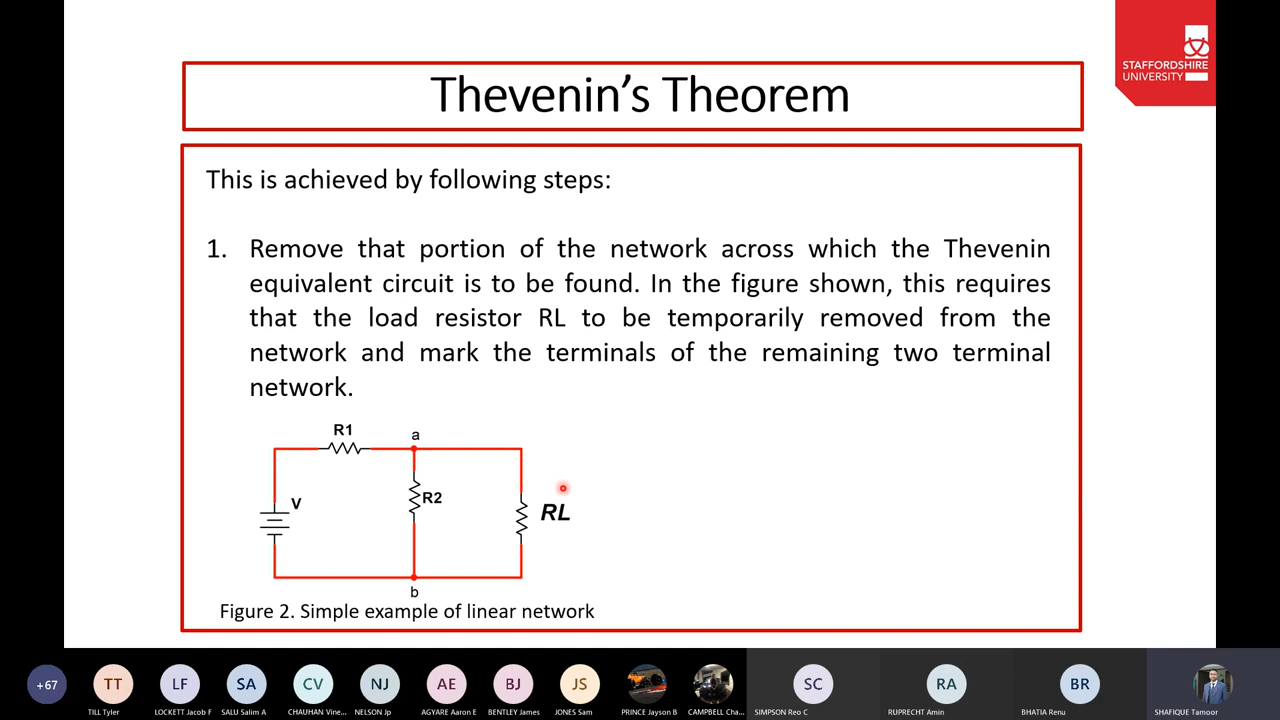 STAFFORDSHIRE
UNIVERSITY
Thevenin's Theorem
This is achieved by following steps:
1. Remove that portion of the network across which the Thevenin
equivalent circuit is to be found. In the figure shown, this requires
that the load resistor RL to be temporarily removed from the
network and mark the terminals of the remaining two terminal
network.
R1
a
V
R2
RL
b
Figure 2. Simple example of linear network
+67
TT
LF
SA
CV
NJ
AE
BJ
JS
SC
RA
BR
TILL Tyler
LOCKETT Jacob F
SALU Salim A
CHAUHAN Vine...
NELSON Jp
AGYARE Aaron E
BENTLEY James
JONES Sam
PRINCE Jayson B
CAMPBELL Cha...
SIMPSON Reo C
RUPRECHT Amin
BHATIA Renu
SHAFIQUE Tamoor